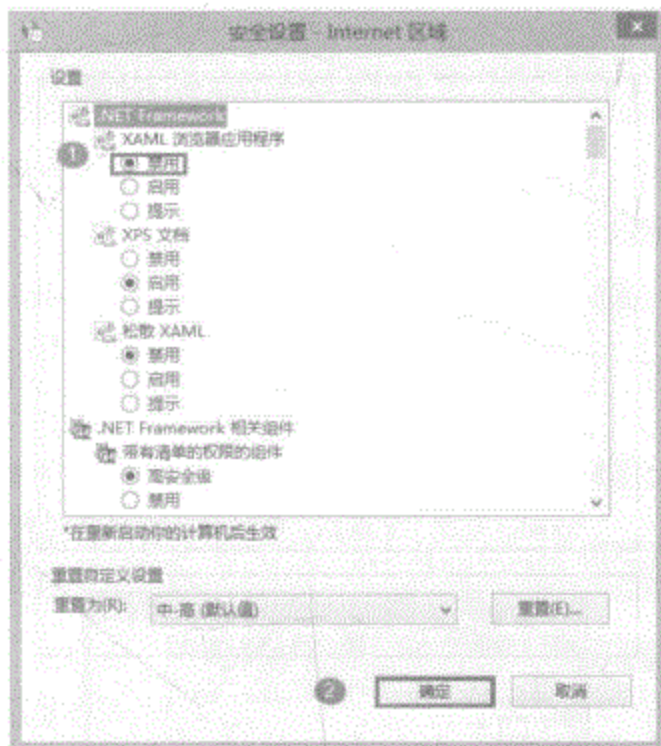 安全设置 - Internet 区域
设置
.NET Framework
XAML 浏览器应用程序
1 禁用
启用
提示
XPS 文档
禁用
启用
提示
松散 XAML
禁用
启用
提示
.NET Framework 相关组件
带有清单的权限的组件
高安全级
禁用
*在重新启动你的计算机后生效
重置自定义设置
重置为(R): 中-高 (默认值) 重置(E)...
2 确定 取消